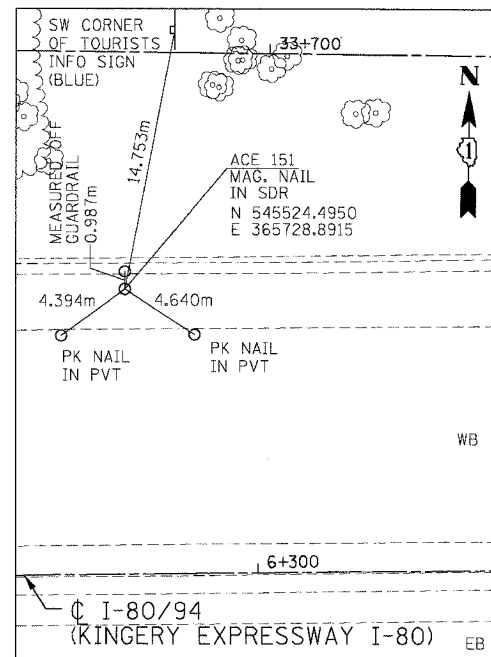 SW CORNER
OF TOURISTS
INFO SIGN
(BLUE)
33+700
N
1
14.753m
MEASURED OFF
GUARDRAIL
0.987m
ACE 151
MAG. NAIL
IN SDR
N 545524.4950
E 365728.8915
4.394m
4.640m
PK NAIL
IN PVT
PK NAIL
IN PVT
WB
6+300
℄ I-80/94
(KINGERY EXPRESSWAY I-80)
EB